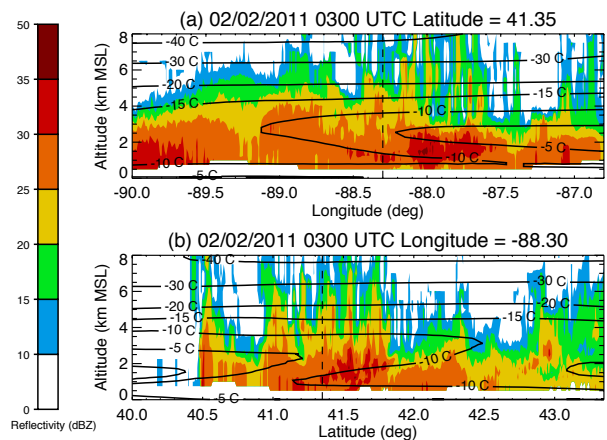 (a) 02/02/2011 0300 UTC Latitude = 41.35
50
35
30
25
20
15
10
0
Reflectivity (dBZ)
Altitude (km MSL)
8
6
4
2
0
-40 C
-30 C
-30 C
-20 C
-20 C
-15 C
-15 C
-10 C
-5 C
-10 C
-10 C
-5 C
-90.0 -89.5 -89.0 -88.5 -88.0 -87.5 -87.0
Longitude (deg)
(b) 02/02/2011 0300 UTC Longitude = -88.30
Altitude (km MSL)
8
6
4
2
0
-40 C
-30 C
-30 C
-20 C
-20 C
-15 C
-15 C
-10 C
-5 C
-10 C
-10 C
-5 C
40.0 40.5 41.0 41.5 42.0 42.5 43.0
Latitude (deg)